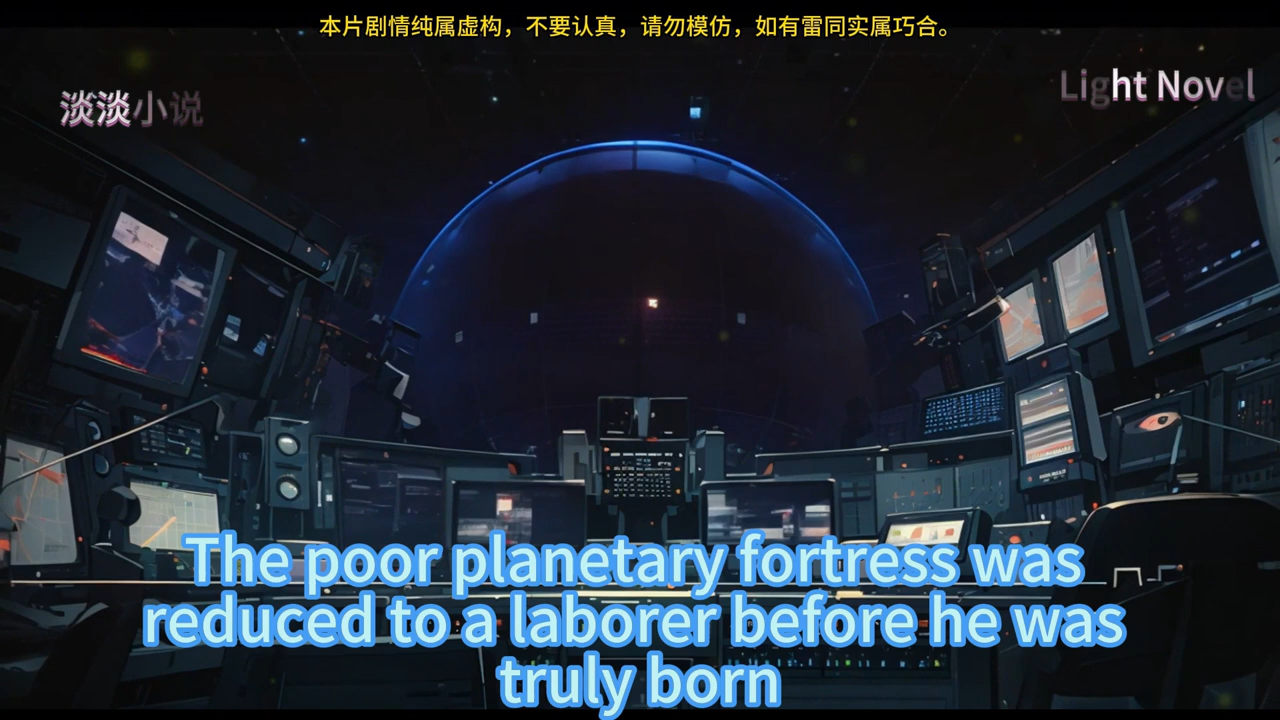 本片剧情纯属虚构，不要认真，请勿模仿，如有雷同实属巧合。
淡淡小说
Light Novel
The poor planetary fortress was
reduced to a laborer before he was
truly born